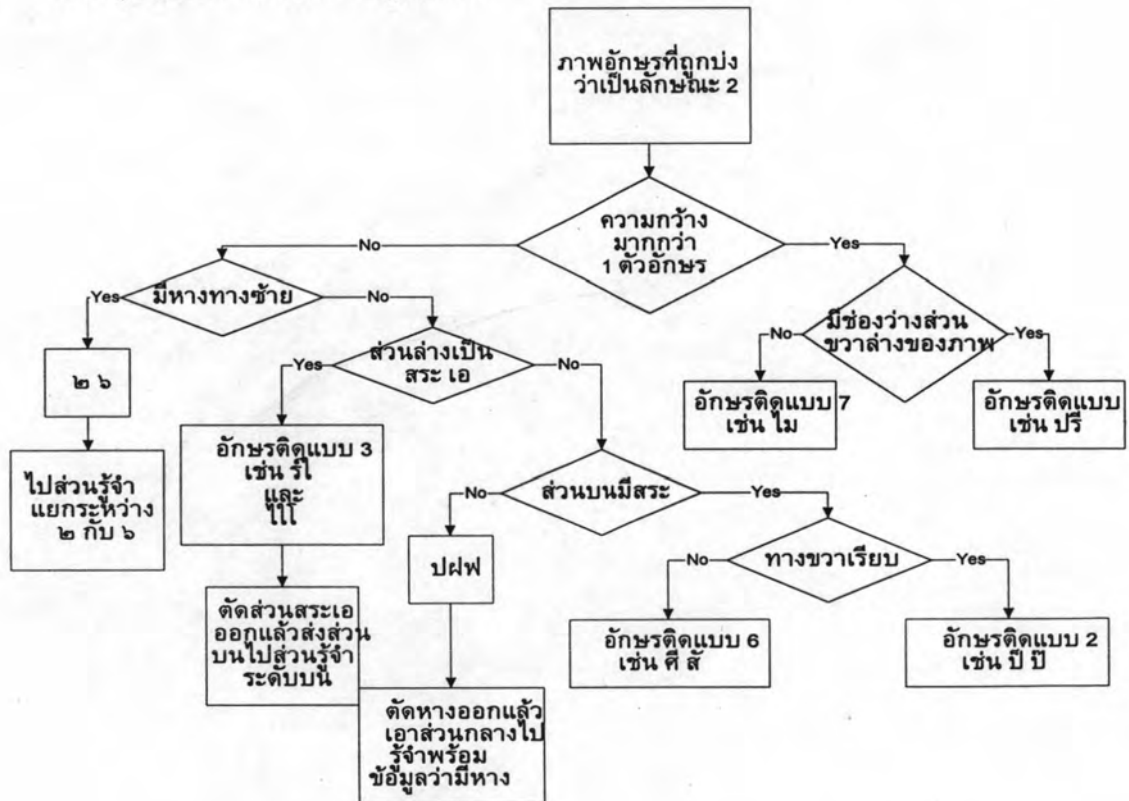 ภาพอักษรที่ถูกบ่ง
ว่าเป็นลักษณะ 2
ความกว้าง
มากกว่า
1 ตัวอักษร
No
Yes
มีหางทางซ้าย
Yes
No
มีช่องว่างส่วน
ขวาล่างของภาพ
No
Yes
๒ ๖
ส่วนล่างเป็น
สระ เอ
Yes
No
อักษรติดแบบ 7
เช่น ไม
อักษรติดแบบ
เช่น ปรี
ไปส่วนรู้จำ
แยกระหว่าง
๒ กับ ๖
อักษรติดแบบ 3
เช่น ร์ไ
และ
ส่วนบนมีสระ
No
Yes
ปฝฟ
ทางขวาเรียบ
No
Yes
ตัดส่วนสระเอ
ออกแล้วส่งส่วน
บนไปส่วนรู้จำ
ระดับบน
อักษรติดแบบ 6
เช่น ศี สั
อักษรติดแบบ 2
เช่น
ตัดหางออกแล้ว
เอาส่วนกลางไป
รู้จำพร้อม
ข้อมูลว่ามีหาง